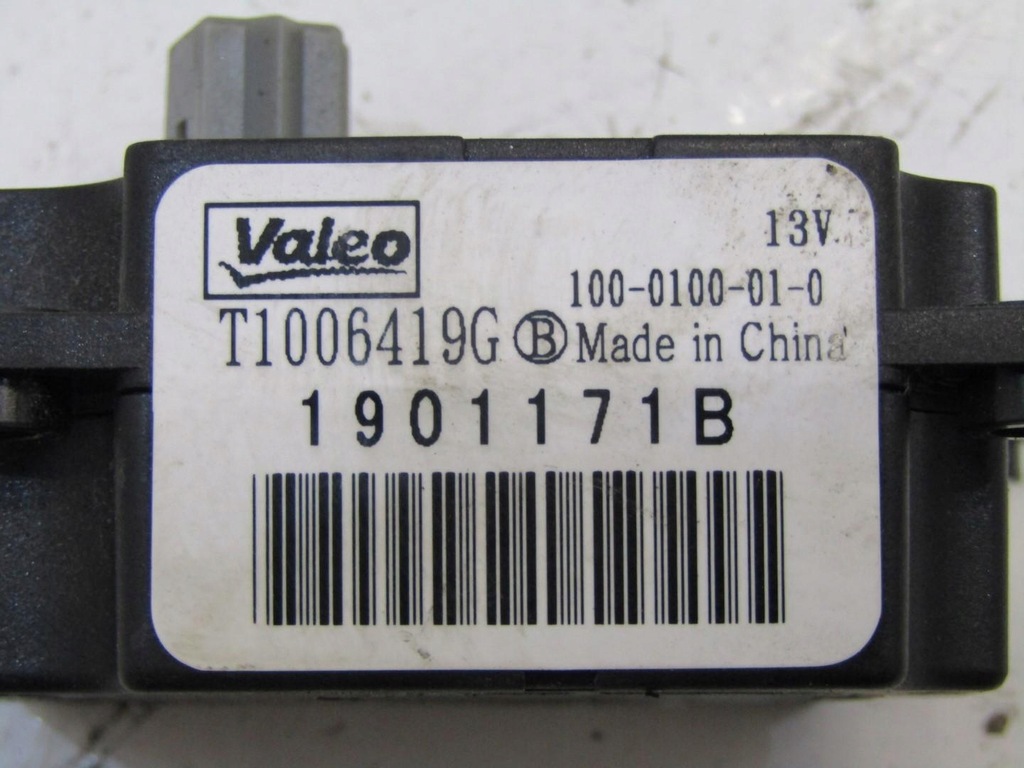 Valeo
13V
100-0100-01-0
T1006419G Ⓑ Made in China
1901171B